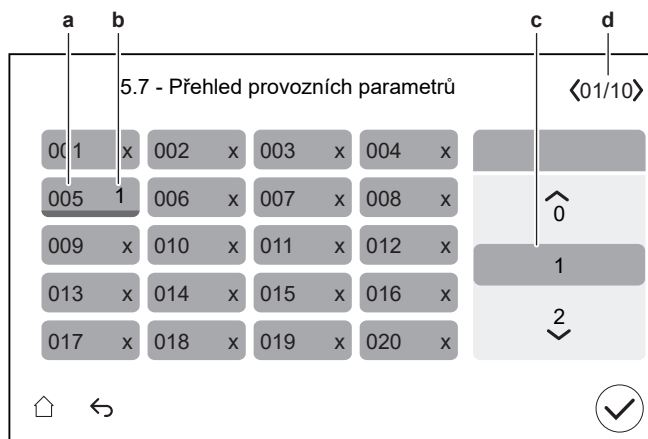 a b c d
5.7 - Přehled provozních parametrů 01/10
001 x 002 x 003 x 004 x
005 1 006 x 007 x 008 x
0
009 x 010 x 011 x 012 x
1
013 x 014 x 015 x 016 x
2
017 x 018 x 019 x 020 x